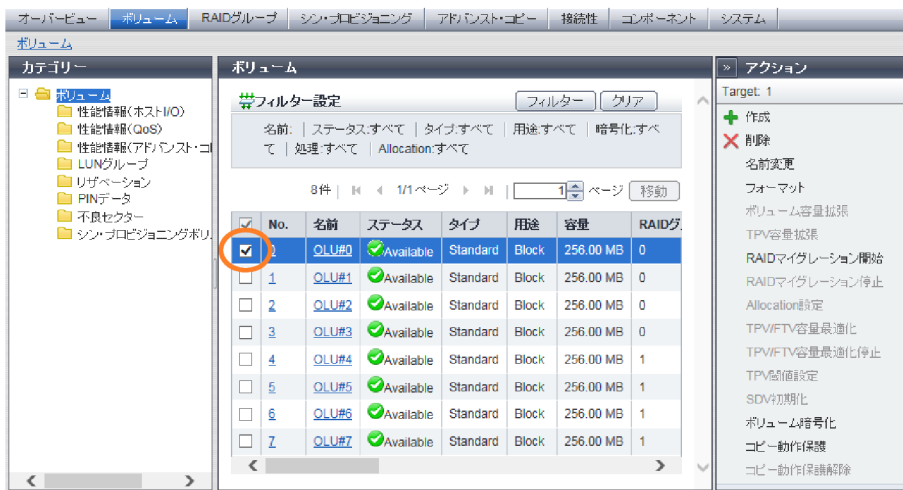 オーバービュー ボリューム RAIDグループ シン・プロビジョニング アドバンスト・コピー 接続性 コンポーネント システム
ボリューム
カテゴリー
ボリューム
性能情報(ホストI/O)
性能情報(QoS)
性能情報(アドバンスト・コピ
LUNグループ
リザベーション
PINデータ
不良セクター
シン・プロビジョニングボリ
ボリューム
フィルター設定 フィルター クリア
名前: | ステータス:すべて | タイプ:すべて | 用途:すべて | 暗号化:すべ
て | 処理:すべて | Allocation:すべて
8件 | 1/1ページ | 1 ページ 移動
No. 名前 ステータス タイプ 用途 容量 RAIDグ
0 OLU#0 Available Standard Block 256.00 MB 0
1 OLU#1 Available Standard Block 256.00 MB 0
2 OLU#2 Available Standard Block 256.00 MB 0
3 OLU#3 Available Standard Block 256.00 MB 0
4 OLU#4 Available Standard Block 256.00 MB 1
5 OLU#5 Available Standard Block 256.00 MB 1
6 OLU#6 Available Standard Block 256.00 MB 1
7 OLU#7 Available Standard Block 256.00 MB 1
» アクション
Target: 1
作成
削除
名前変更
フォーマット
ボリューム容量拡張
TPV容量拡張
RAIDマイグレーション開始
RAIDマイグレーション停止
Allocation設定
TPV/FTV容量最適化
TPV/FTV容量最適化停止
TPV閾値設定
SDV初期化
ボリューム暗号化
コピー動作保護
コピー動作保護解除